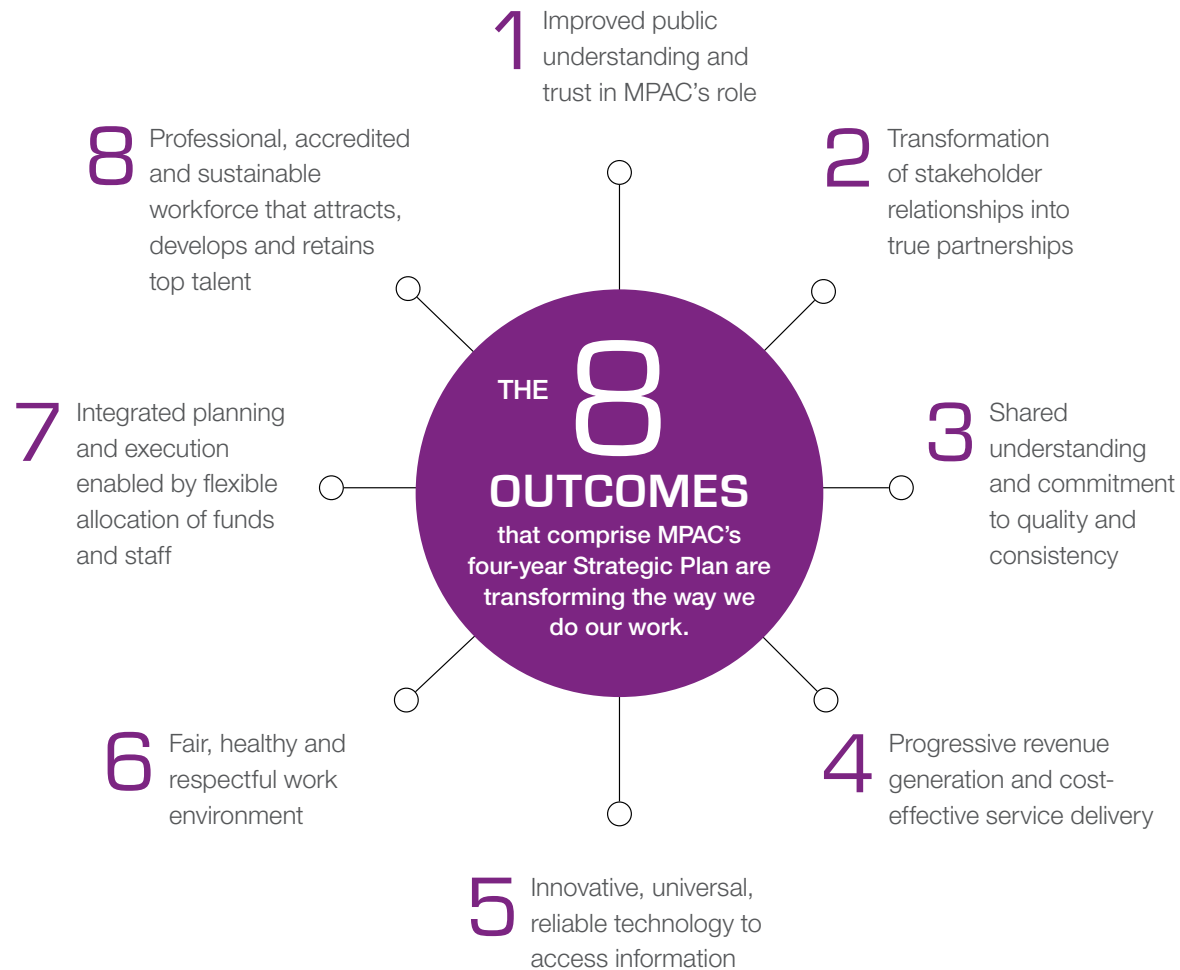 1
Improved public
understanding and
trust in MPAC’s role
2
Transformation
of stakeholder
relationships into
true partnerships
3
Shared
understanding
and commitment
to quality and
consistency
4
Progressive revenue
generation and cost-
effective service delivery
5
Innovative, universal,
reliable technology to
access information
6
Fair, healthy and
respectful work
environment
7
Integrated planning
and execution
enabled by flexible
allocation of funds
and staff
8
Professional, accredited
and sustainable
workforce that attracts,
develops and retains
top talent
THE 8
OUTCOMES
that comprise MPAC’s
four-year Strategic Plan are
transforming the way we
do our work.